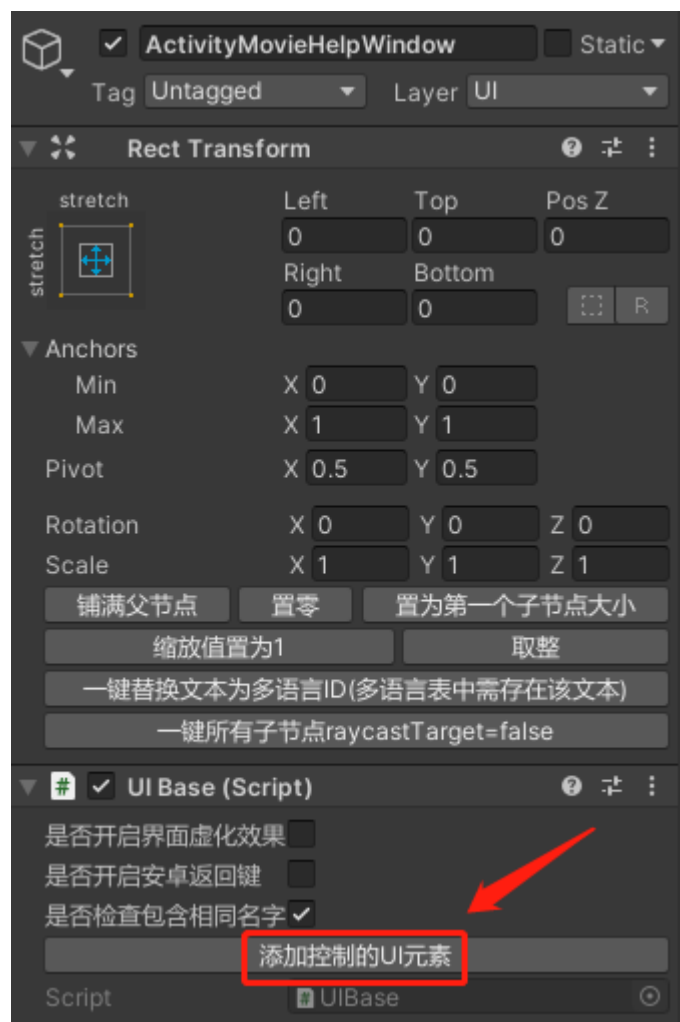 ActivityMovieHelpWindow Static
Tag Untagged Layer UI
Rect Transform
stretch Left Top Pos Z
stretch 0 0 0
Right Bottom
0 0 R
Anchors
Min X 0 Y 0
Max X 1 Y 1
Pivot X 0.5 Y 0.5
Rotation X 0 Y 0 Z 0
Scale X 1 Y 1 Z 1
铺满父节点 置零 置为第一个子节点大小
缩放值置为1 取整
一键替换文本为多语言ID(多语言表中需存在该文本)
一键所有子节点raycastTarget=false
# UI Base (Script)
是否开启界面虚化效果
是否开启安卓返回键
是否检查包含相同名字
添加控制的UI元素
Script UIBase